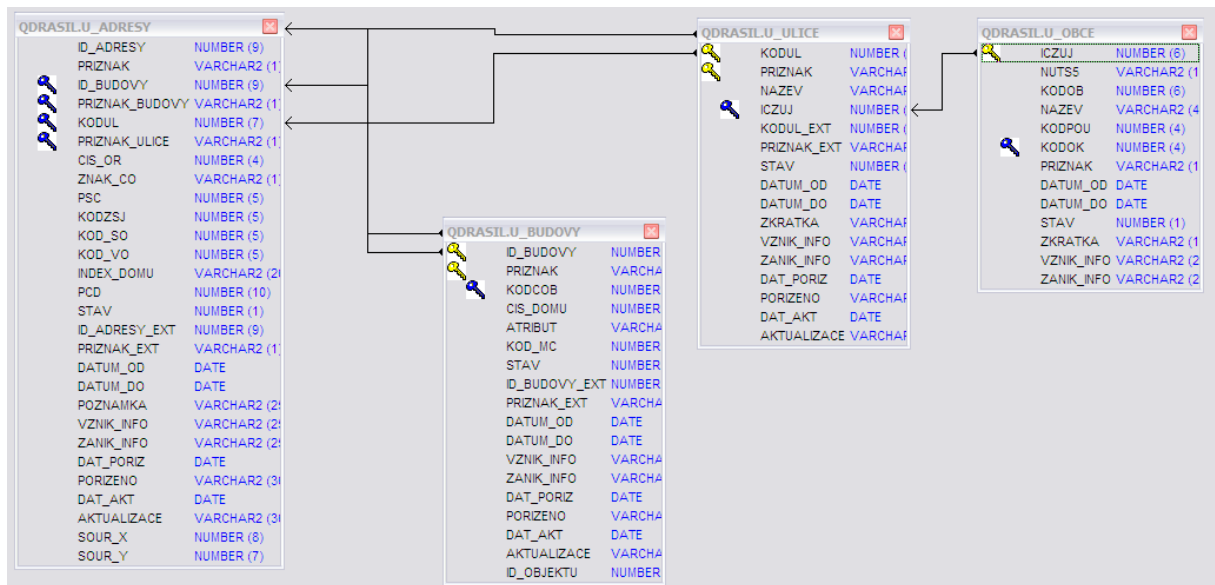 QDRASIL.U_ADRESY
ID_ADRESY NUMBER (9)
PRIZNAK VARCHAR2 (1)
ID_BUDOVY NUMBER (9)
PRIZNAK_BUDOVY VARCHAR2 (1)
KODUL NUMBER (7)
PRIZNAK_ULICE VARCHAR2 (1)
CIS_OR NUMBER (4)
ZNAK_CO VARCHAR2 (1)
PSC NUMBER (5)
KODZSJ NUMBER (5)
KOD_SO NUMBER (5)
KOD_VO NUMBER (5)
INDEX_DOMU VARCHAR2 (20
PCD NUMBER (10)
STAV NUMBER (1)
ID_ADRESY_EXT NUMBER (9)
PRIZNAK_EXT VARCHAR2 (1)
DATUM_OD DATE
DATUM_DO DATE
POZNAMKA VARCHAR2 (25
VZNIK_INFO VARCHAR2 (25
ZANIK_INFO VARCHAR2 (25
DAT_PORIZ DATE
PORIZENO VARCHAR2 (30
DAT_AKT DATE
AKTUALIZACE VARCHAR2 (30
SOUR_X NUMBER (8)
SOUR_Y NUMBER (7)
QDRASIL.U_BUDOVY
ID_BUDOVY NUMBER
PRIZNAK VARCHA
KODCOB NUMBER
CIS_DOMU NUMBER
ATRIBUT VARCHA
KOD_MC NUMBER
STAV NUMBER
ID_BUDOVY_EXT NUMBER
PRIZNAK_EXT VARCHA
DATUM_OD DATE
DATUM_DO DATE
VZNIK_INFO VARCHA
ZANIK_INFO VARCHA
DAT_PORIZ DATE
PORIZENO VARCHA
DAT_AKT DATE
AKTUALIZACE VARCHA
ID_OBJEKTU NUMBER
QDRASIL.U_ULICE
KODUL NUMBER (
PRIZNAK VARCHAR
NAZEV VARCHAR
ICZUJ NUMBER (
KODUL_EXT NUMBER (
PRIZNAK_EXT VARCHAR
STAV NUMBER (
DATUM_OD DATE
DATUM_DO DATE
ZKRATKA VARCHAR
VZNIK_INFO VARCHAR
ZANIK_INFO VARCHAR
DAT_PORIZ DATE
PORIZENO VARCHAR
DAT_AKT DATE
AKTUALIZACE VARCHAR
QDRASIL.U_OBCE
ICZUJ NUMBER (6)
NUTS5 VARCHAR2 (1
KODOB NUMBER (6)
NAZEV VARCHAR2 (4
KODPOU NUMBER (4)
KODOK NUMBER (4)
PRIZNAK VARCHAR2 (1
DATUM_OD DATE
DATUM_DO DATE
STAV NUMBER (1)
ZKRATKA VARCHAR2 (1
VZNIK_INFO VARCHAR2 (2
ZANIK_INFO VARCHAR2 (2